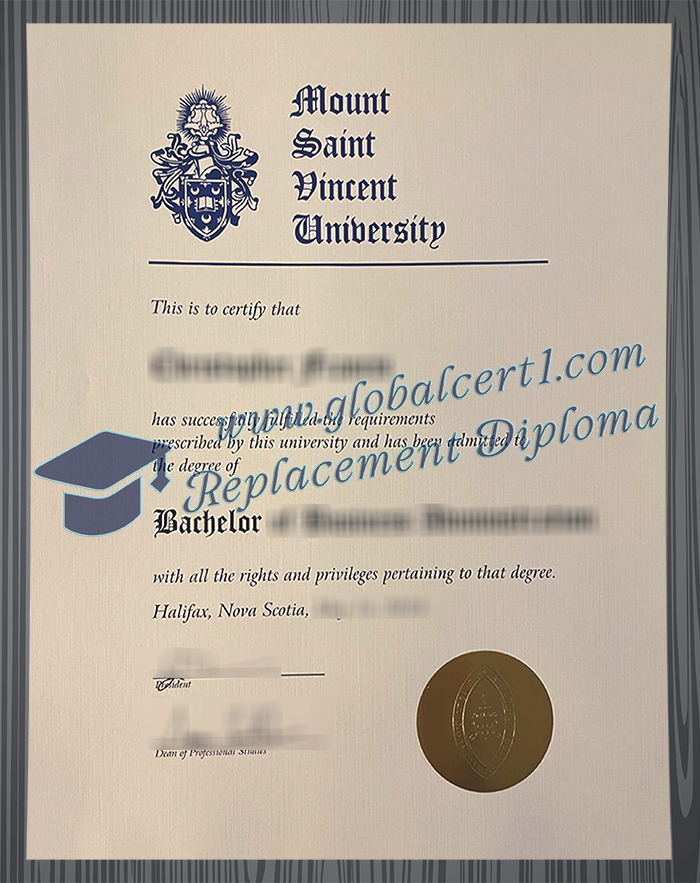 Mount
Saint
Vincent
University
This is to certify that
www.globalcert1.com
has successfully fulfilled the requirements
prescribed by this university and has been admitted to
the degree of
Replacement Diploma
Bachelor
with all the rights and privileges pertaining to that degree.
Halifax, Nova Scotia,
President
Dean of Professional Studies